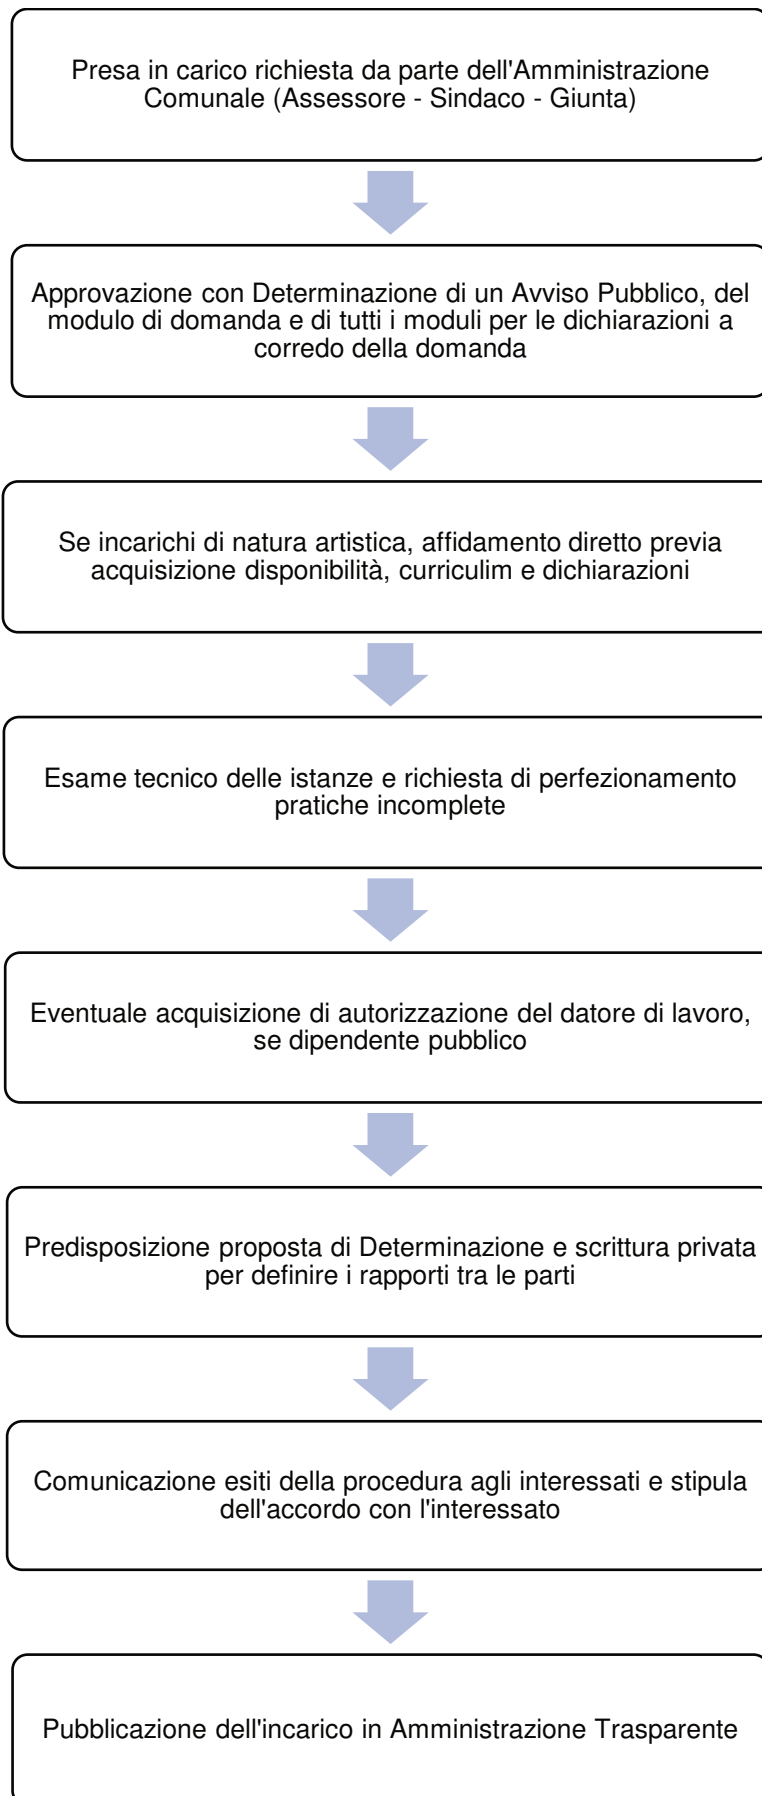 Presa in carico richiesta da parte dell'Amministrazione
Comunale (Assessore - Sindaco - Giunta)
Approvazione con Determinazione di un Avviso Pubblico, del
modulo di domanda e di tutti i moduli per le dichiarazioni a
corredo della domanda
Se incarichi di natura artistica, affidamento diretto previa
acquisizione disponibilità, curriculim e dichiarazioni
Esame tecnico delle istanze e richiesta di perfezionamento
pratiche incomplete
Eventuale acquisizione di autorizzazione del datore di lavoro,
se dipendente pubblico
Predisposizione proposta di Determinazione e scrittura privata
per definire i rapporti tra le parti
Comunicazione esiti della procedura agli interessati e stipula
dell'accordo con l'interessato
Pubblicazione dell'incarico in Amministrazione Trasparente